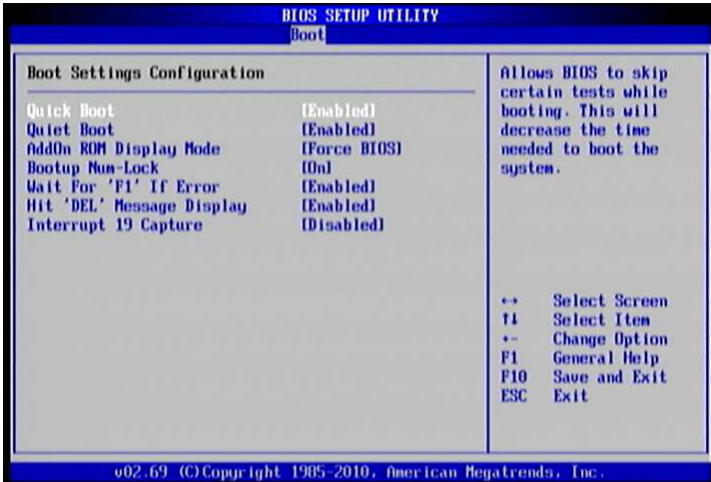 BIOS SETUP UTILITY
Boot
Boot Settings Configuration
Quick Boot [Enabled]
Quiet Boot [Enabled]
AddOn ROM Display Mode [Force BIOS]
Bootup Num-Lock [On]
Wait For 'F1' If Error [Enabled]
Hit 'DEL' Message Display [Enabled]
Interrupt 19 Capture [Disabled]
Allows BIOS to skip
certain tests while
booting. This will
decrease the time
needed to boot the
system.
↔ Select Screen
↑↓ Select Item
+- Change Option
F1 General Help
F10 Save and Exit
ESC Exit
v02.69 (C)Copyright 1985-2010, American Megatrends, Inc.